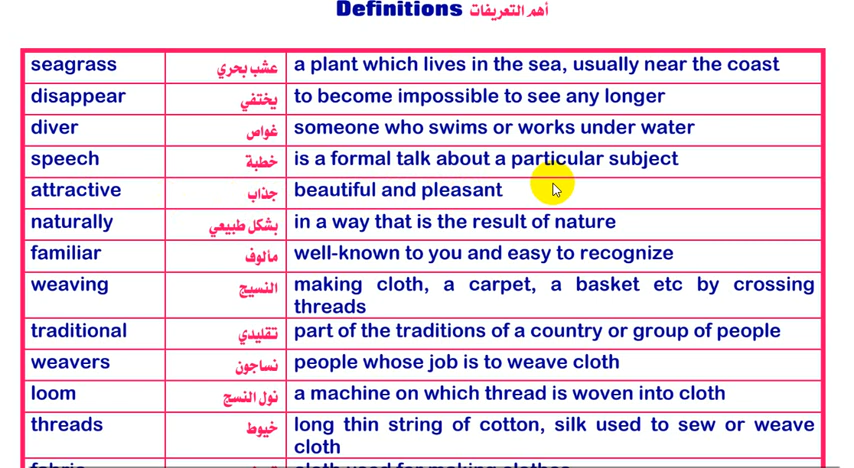 Definitions أهم التعريفات
seagrass عشب بحري a plant which lives in the sea, usually near the coast
disappear يختفي to become impossible to see any longer
diver غواص someone who swims or works under water
speech خطبة is a formal talk about a particular subject
attractive جذاب beautiful and pleasant
naturally بشكل طبيعي in a way that is the result of nature
familiar مألوف well-known to you and easy to recognize
weaving النسيج making cloth, a carpet, a basket etc by crossing
threads
traditional تقليدي part of the traditions of a country or group of people
weavers نساجون people whose job is to weave cloth
loom نول النسج a machine on which thread is woven into cloth
threads خيوط long thin string of cotton, silk used to sew or weave
cloth
fabric cloth used for making clothes